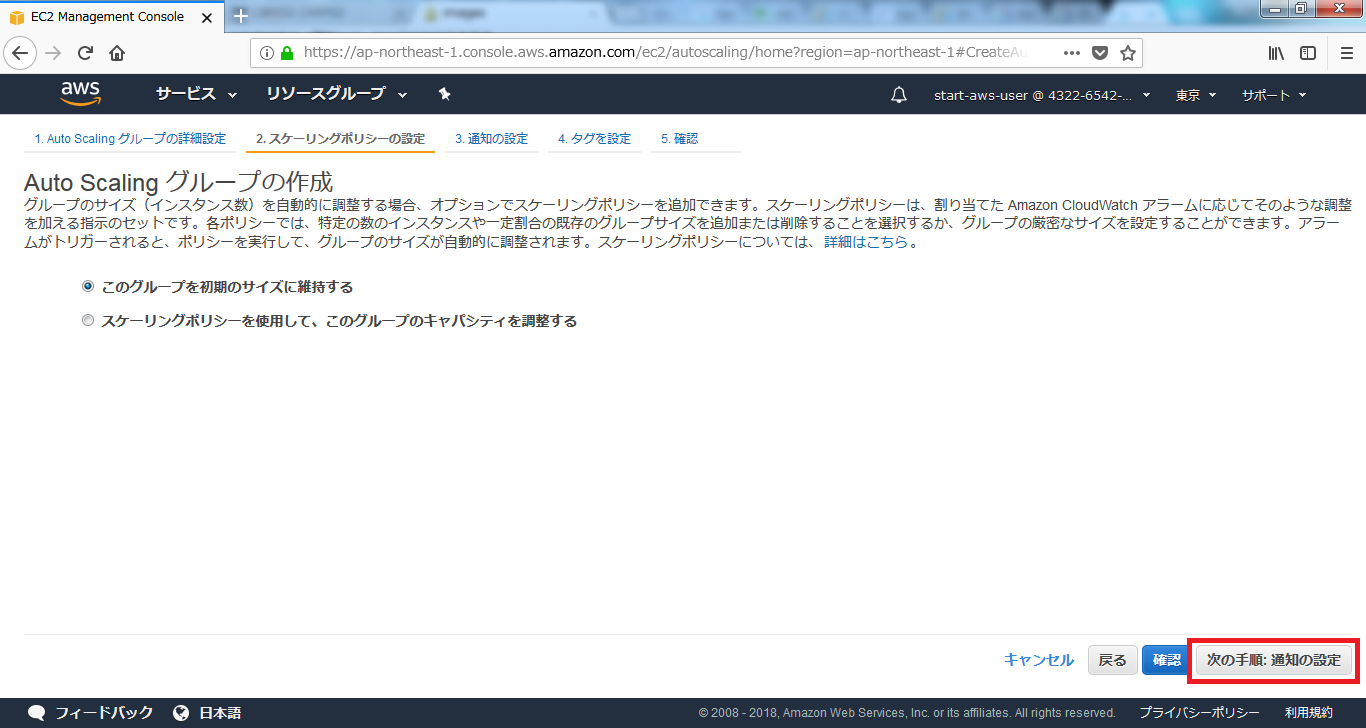 EC2 Management Console
https://ap-northeast-1.console.aws.amazon.com/ec2/autoscaling/home?region=ap-northeast-1#CreateAu
aws サービス リソースグループ start-aws-user @ 4322-6542-... 東京 サポート
1. Auto Scaling グループの詳細設定 2. スケーリングポリシーの設定 3. 通知の設定 4. タグを設定 5. 確認
Auto Scaling グループの作成
グループのサイズ（インスタンス数）を自動的に調整する場合、オプションでスケーリングポリシーを追加できます。スケーリングポリシーは、割り当てた Amazon CloudWatch アラームに応じてそのような調整
を加える指示のセットです。各ポリシーでは、特定の数のインスタンスや一定割合の既存のグループサイズを追加または削除することを選択するか、グループの厳密なサイズを設定することができます。アラー
ムがトリガーされると、ポリシーを実行して、グループのサイズが自動的に調整されます。スケーリングポリシーについては、詳細はこちら。
このグループを初期のサイズに維持する
スケーリングポリシーを使用して、このグループのキャパシティを調整する
キャンセル 戻る 確認 次の手順: 通知の設定
フィードバック 日本語 © 2008 - 2018, Amazon Web Services, Inc. or its affiliates. All rights reserved. プライバシーポリシー 利用規約